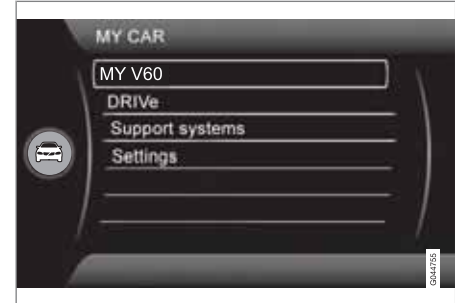 MY CAR
MY V60
DRIVe
Support systems
Settings
G044755